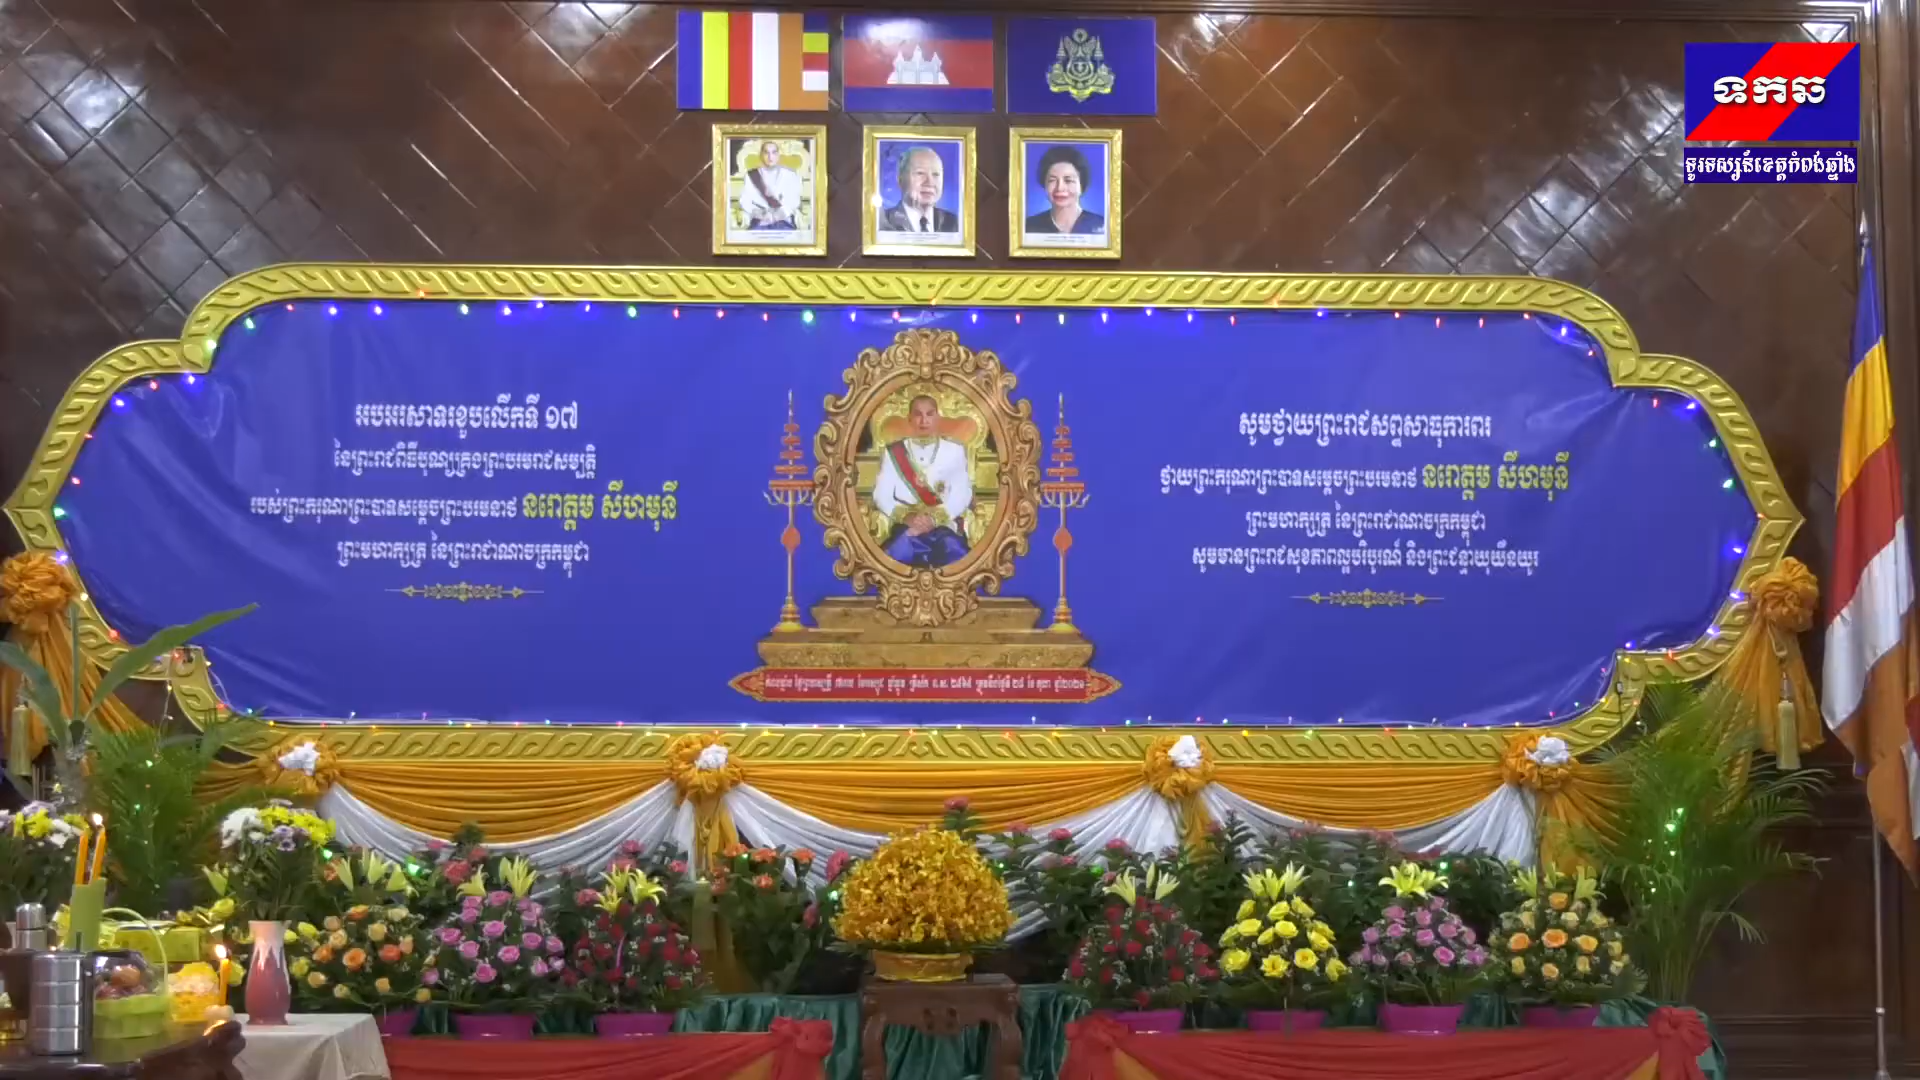 ទកឆ
ទូរទស្សន៍ខេត្តកំពង់ឆ្នាំង
អបអរសាទរខួបលើកទី ១៧
នៃព្រះរាជពិធីបុណ្យគ្រងព្រះបរមរាជសម្បត្តិ
របស់ព្រះករុណាព្រះបាទសម្តេចព្រះបរមនាថ នរោត្តម សីហមុនី
ព្រះមហាក្សត្រ នៃព្រះរាជាណាចក្រកម្ពុជា
សូមថ្វាយព្រះរាជសព្ទសាធុការពរ
ថ្វាយព្រះករុណាព្រះបាទសម្តេចព្រះបរមនាថ នរោត្តម សីហមុនី
ព្រះមហាក្សត្រ នៃព្រះរាជាណាចក្រកម្ពុជា
សូមមានព្រះរាជសុខភាពល្អបរិបូរណ៍ និងព្រះជន្មាយុយឺនយូរ